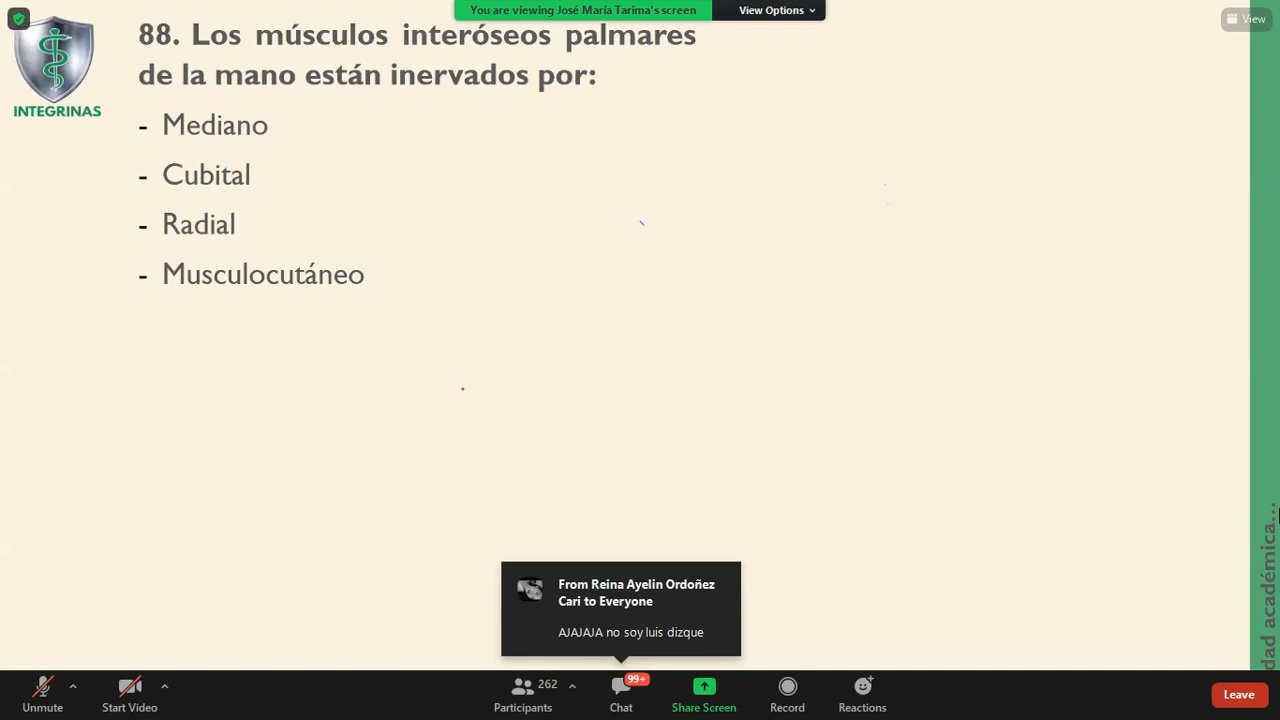 You are viewing José María Tarima's screen
View Options
View
INTEGRINAS
88. Los músculos interóseos palmares
de la mano están inervados por:
- Mediano
- Cubital
- Radial
- Musculocutáneo
dad académica...
From Reina Ayelin Ordoñez
Cari to Everyone
AJAJAJA no soy luis dizque
Unmute
Start Video
262
Participants
99+
Chat
Share Screen
Record
Reactions
Leave